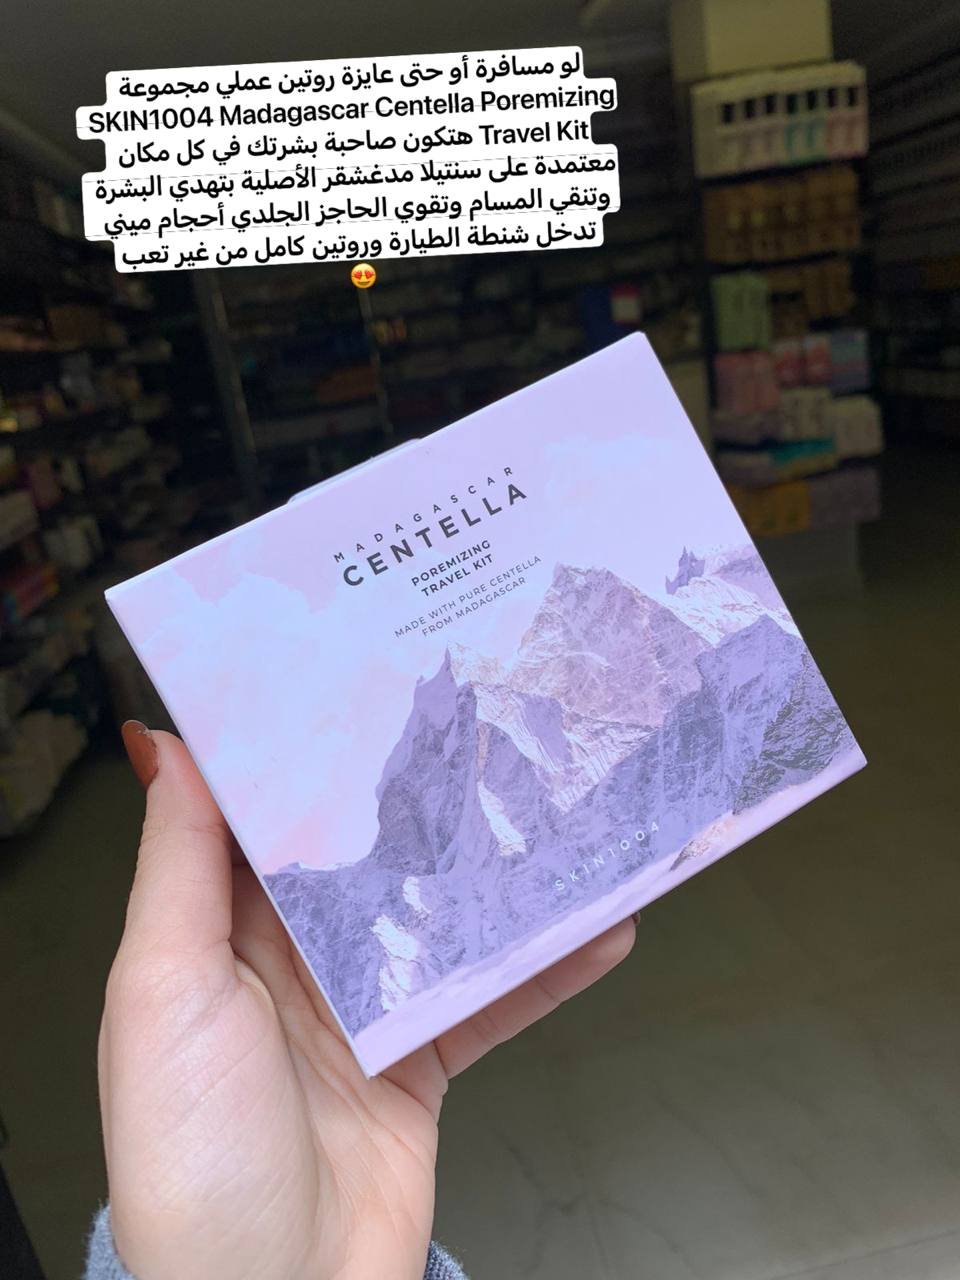 لو مسافرة أو حتى عايزة روتين عملي مجموعة
SKIN1004 Madagascar Centella Poremizing
Travel Kit هتكون صاحبة بشرتك في كل مكان
معتمدة على سنتيلا مدغشقر الأصلية بتهدي البشرة
وتنقي المسام وتقوي الحاجز الجلدي أحجام ميني
تدخل شنطة الطيارة وروتين كامل من غير تعب
😍
MADAGASCAR
CENTELLA
POREMIZING
TRAVEL KIT
MADE WITH PURE CENTELLA
FROM MADAGASCAR
SKIN1004